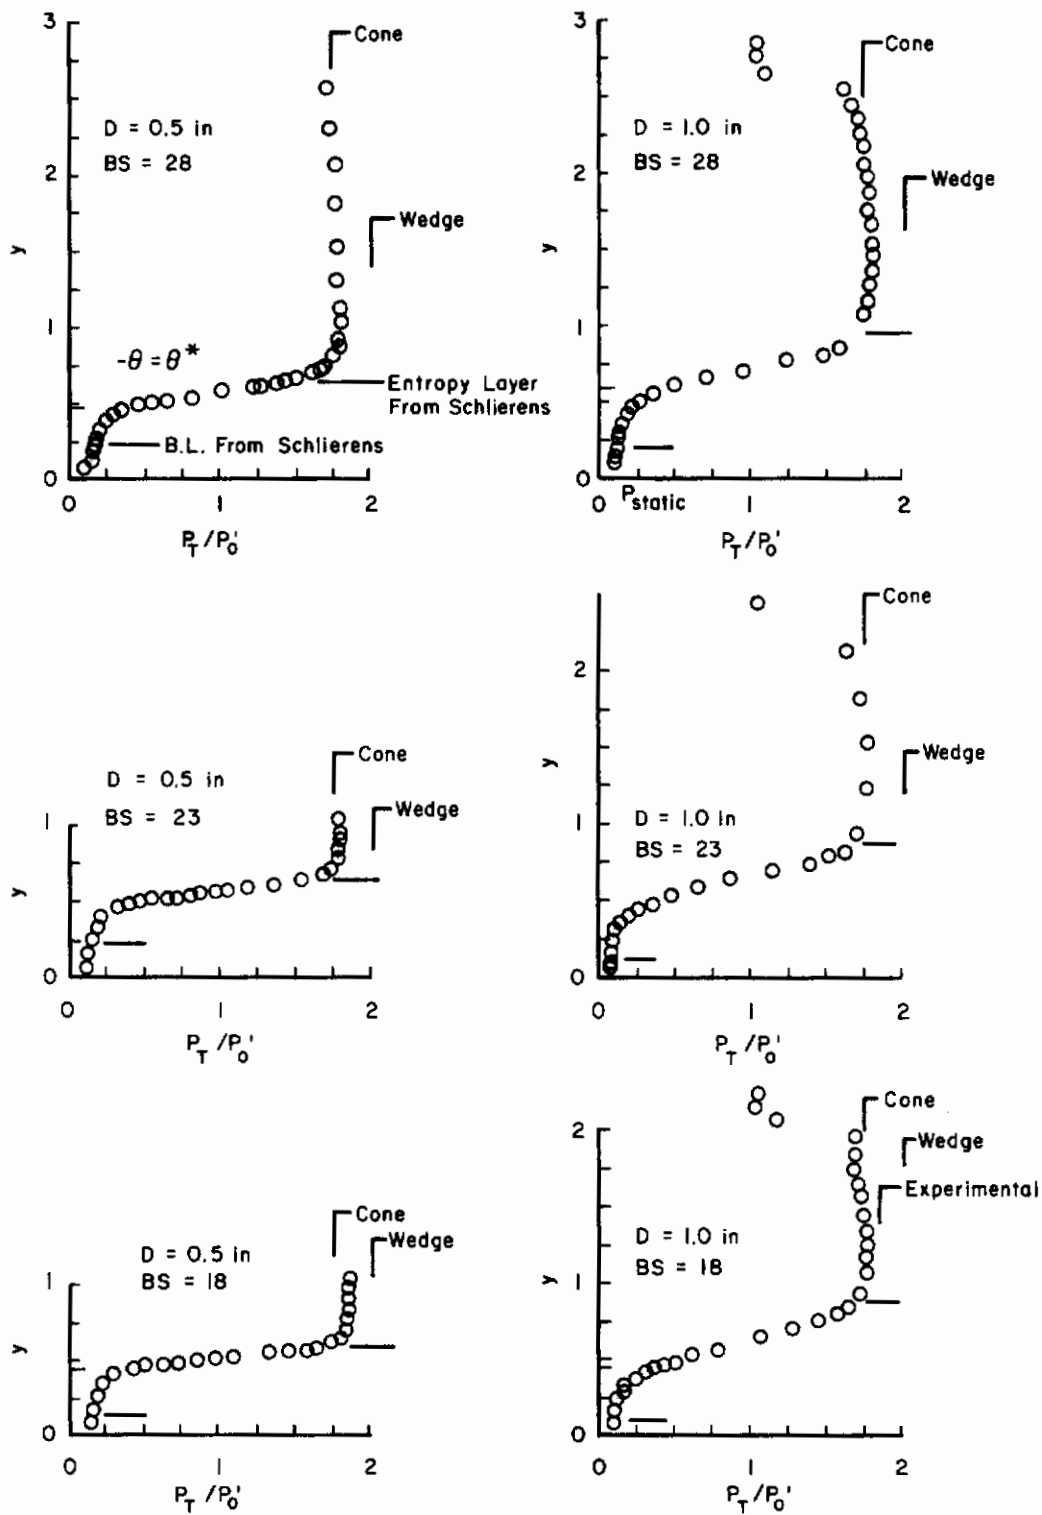 3
Cone
D = 0.5 in
BS = 28
2
Wedge
y
1
-θ = θ*
Entropy Layer
From Schlierens
B.L. From Schlierens
0
0 1 2
P_T/P_0'
3
Cone
D = 1.0 in
BS = 28
2
Wedge
y
1
0
0 P_static 1 2
P_T/P_0'
Cone
D = 0.5 in
Wedge
BS = 23
1
y
0
0 1 2
P_T/P_0'
Cone
2
Wedge
y
D = 1.0 in
1
BS = 23
0
0 1 2
P_T/P_0'
Cone
Wedge
D = 0.5 in
BS = 18
1
y
0
0 1 2
P_T/P_0'
Cone
2
Wedge
Experimental
D = 1.0 in
BS = 18
y
1
0
0 1 2
P_T/P_0'